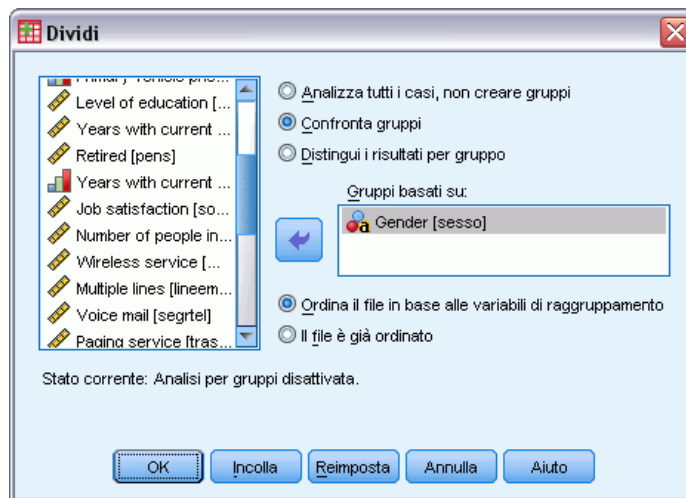 Dividi
Level of education [...
Years with current ...
Retired [pens]
Years with current ...
Job satisfaction [so...
Number of people in...
Wireless service [...
Multiple lines [lineem...
Voice mail [segrtel]
Paging service [tras...
Analizza tutti i casi, non creare gruppi
Confronta gruppi
Distingui i risultati per gruppo
Gruppi basati su:
Gender [sesso]
Ordina il file in base alle variabili di raggruppamento
Il file è già ordinato
Stato corrente: Analisi per gruppi disattivata.
OK
Incolla
Reimposta
Annulla
Aiuto